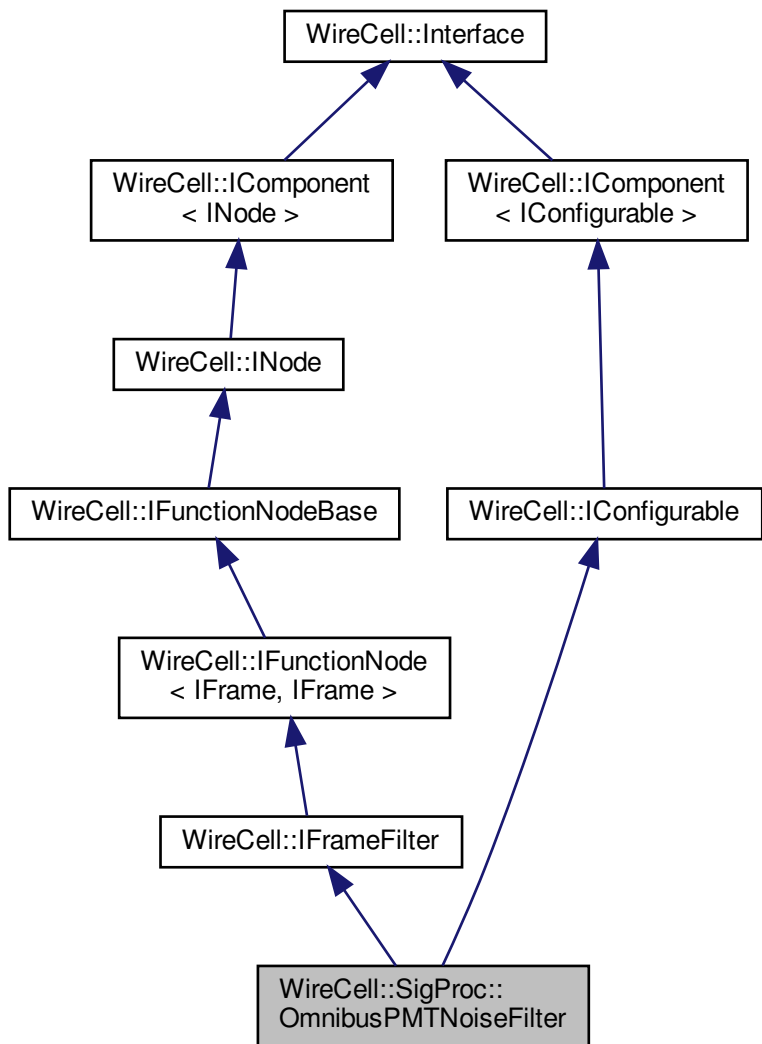 WireCell::Interface
WireCell::IComponent
< INode >
WireCell::IComponent
< IConfigurable >
WireCell::INode
WireCell::IFunctionNodeBase
WireCell::IConfigurable
WireCell::IFunctionNode
< IFrame, IFrame >
WireCell::IFrameFilter
WireCell::SigProc::
OmnibusPMTNoiseFilter